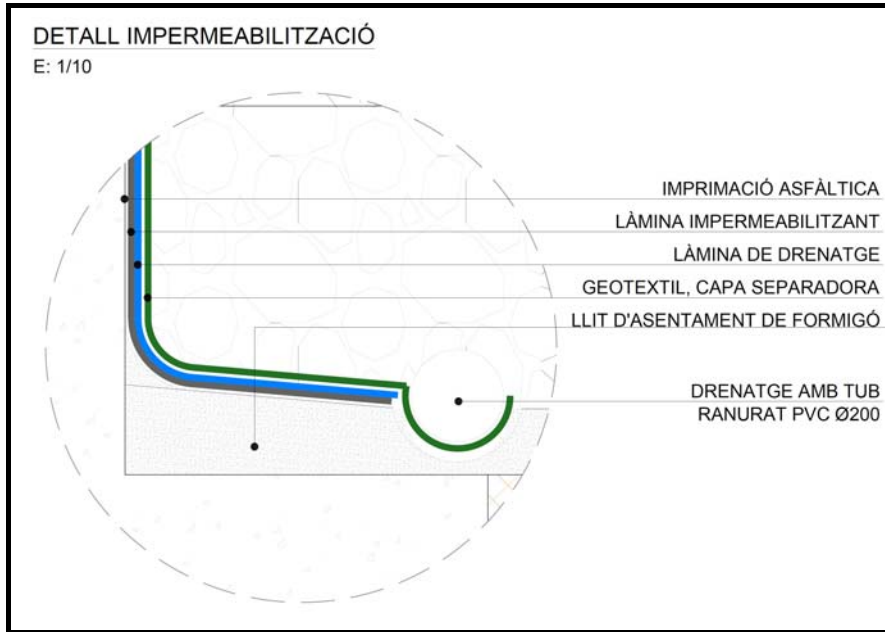 DETALL IMPERMEABILITZACIÓ
E: 1/10
IMPRIMACIÓ ASFÀLTICA
LÀMINA IMPERMEABILITZANT
LÀMINA DE DRENATGE
GEOTEXTIL, CAPA SEPARADORA
LLIT D'ASENTAMENT DE FORMIGÓ
DRENATGE AMB TUB
RANURAT PVC Ø200